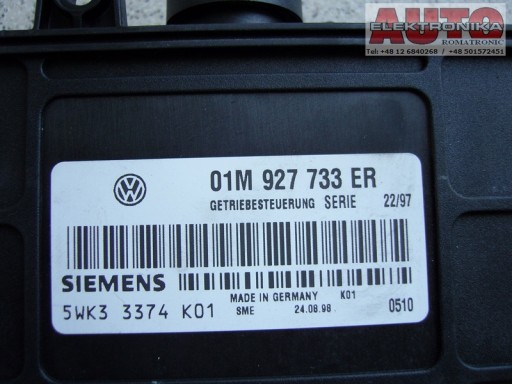 AUTO
ELEKTRONIKA
ROMATRONIC
Tel: +48 12 6840268 / +48 501572451
01M 927 733 ER
GETRIEBESTEUERUNG SERIE 22/97
SIEMENS
MADE IN GERMANY K01
5WK3 3374 K01 SME 24.08.98 0510